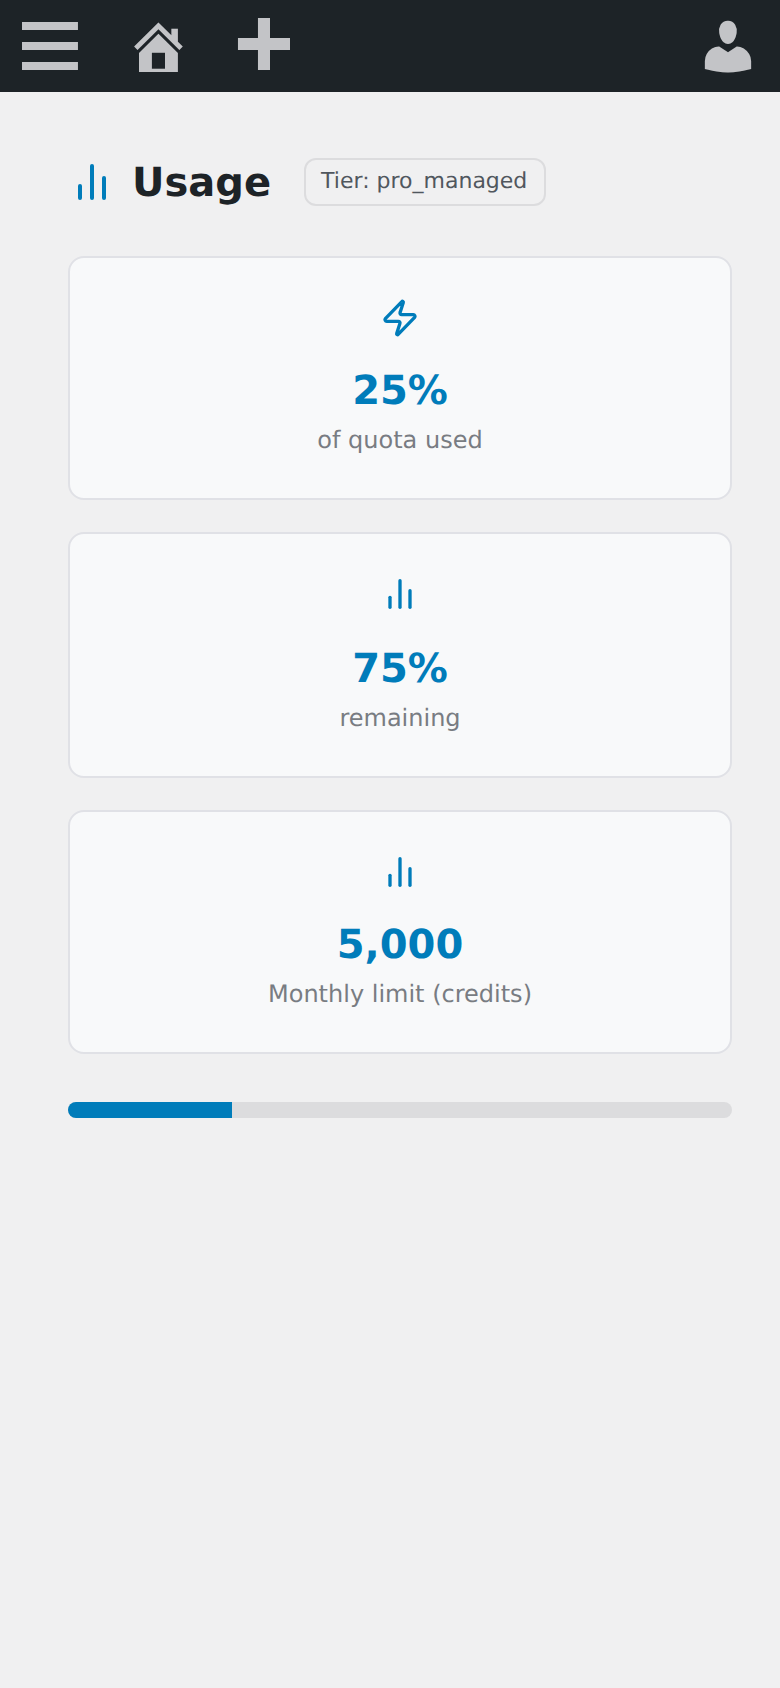 Usage
Tier: pro_managed
25%
of quota used
75%
remaining
5,000
Monthly limit (credits)